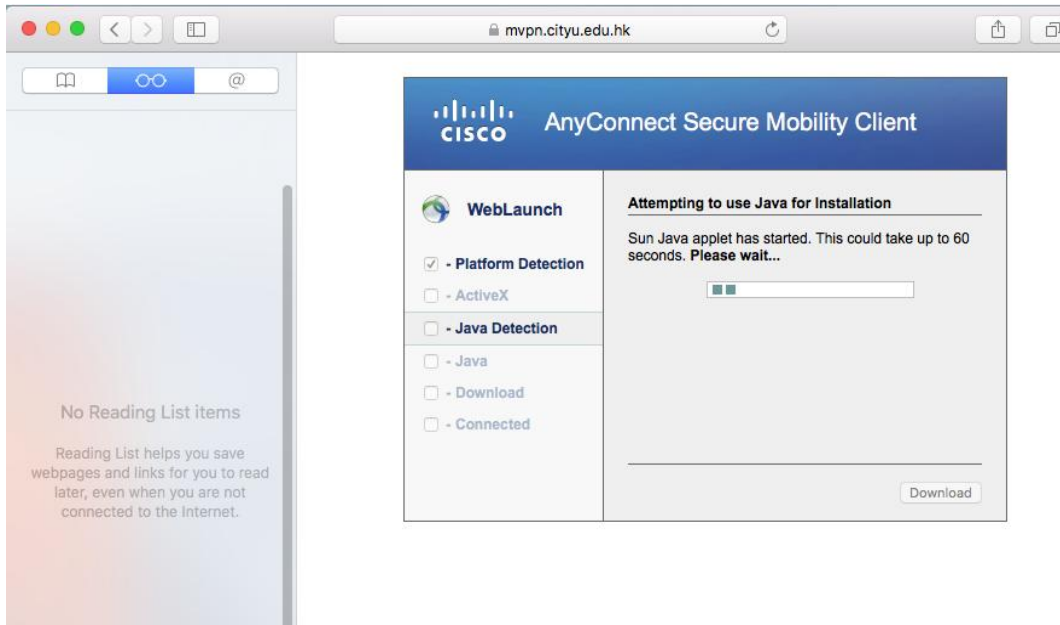 mvpn.cityu.edu.hk
@
No Reading List items
Reading List helps you save
webpages and links for you to read
later, even when you are not
connected to the Internet.
CISCO
AnyConnect Secure Mobility Client
WebLaunch
- Platform Detection
- ActiveX
- Java Detection
- Java
- Download
- Connected
Attempting to use Java for Installation
Sun Java applet has started. This could take up to 60
seconds. Please wait...
Download